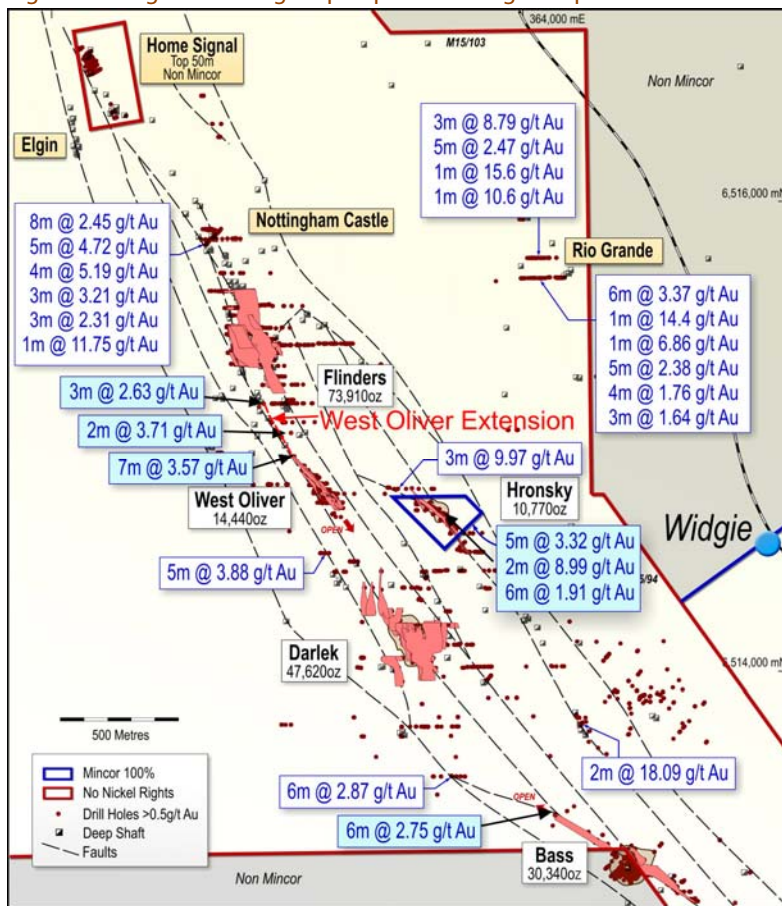 364,000 mE
M15/103
Home Signal
Top 50m
Non Mincor
Non Mincor
Elgin
3m @ 8.79 g/t Au
5m @ 2.47 g/t Au
1m @ 15.6 g/t Au
1m @ 10.6 g/t Au
6,516,000 mN
Nottingham Castle
8m @ 2.45 g/t Au
5m @ 4.72 g/t Au
4m @ 5.19 g/t Au
3m @ 3.21 g/t Au
3m @ 2.31 g/t Au
1m @ 11.75 g/t Au
Rio Grande
6m @ 3.37 g/t Au
1m @ 14.4 g/t Au
1m @ 6.86 g/t Au
5m @ 2.38 g/t Au
4m @ 1.76 g/t Au
3m @ 1.64 g/t Au
Flinders
73,910oz
3m @ 2.63 g/t Au
West Oliver Extension
2m @ 3.71 g/t Au
7m @ 3.57 g/t Au
3m @ 9.97 g/t Au
West Oliver
14,440oz
OPEN
Hronsky
10,770oz
Widgie
5m @ 3.32 g/t Au
2m @ 8.99 g/t Au
6m @ 1.91 g/t Au
5/94
5m @ 3.88 g/t Au
Darlek
47,620oz
,514,000 mN
500 Metres
2m @ 18.09 g/t Au
Mincor 100%
No Nickel Rights
Drill Holes >0.5g/t Au
Deep Shaft
Faults
6m @ 2.87 g/t Au
OPEN
6m @ 2.75 g/t Au
Bass
30,340oz
Non Mincor